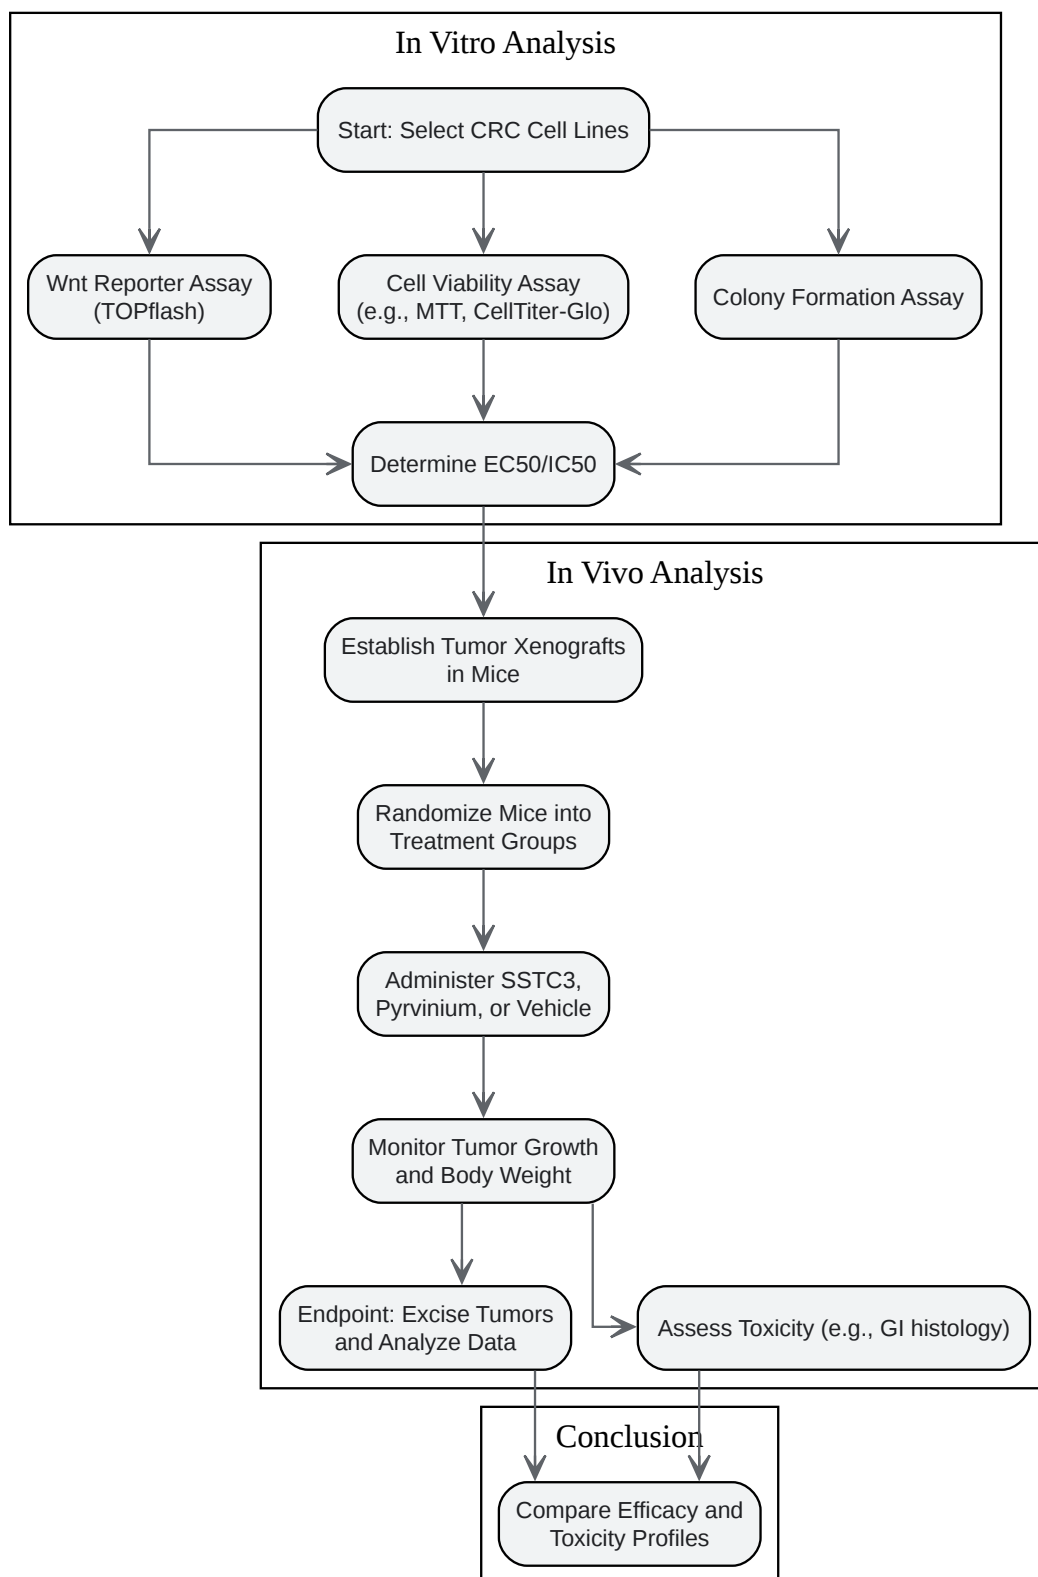 In Vitro Analysis
Start: Select CRC Cell Lines
Wnt Reporter Assay
(TOPflash)
Cell Viability Assay
(e.g., MTT, CellTiter-Glo)
Colony Formation Assay
Determine EC50/IC50
In Vivo Analysis
Establish Tumor Xenografts
in Mice
Randomize Mice into
Treatment Groups
Administer SSTC3,
Pyrvinium, or Vehicle
Monitor Tumor Growth
and Body Weight
Endpoint: Excise Tumors
and Analyze Data
Assess Toxicity (e.g., GI histology)
Conclusion
Compare Efficacy and
Toxicity Profiles